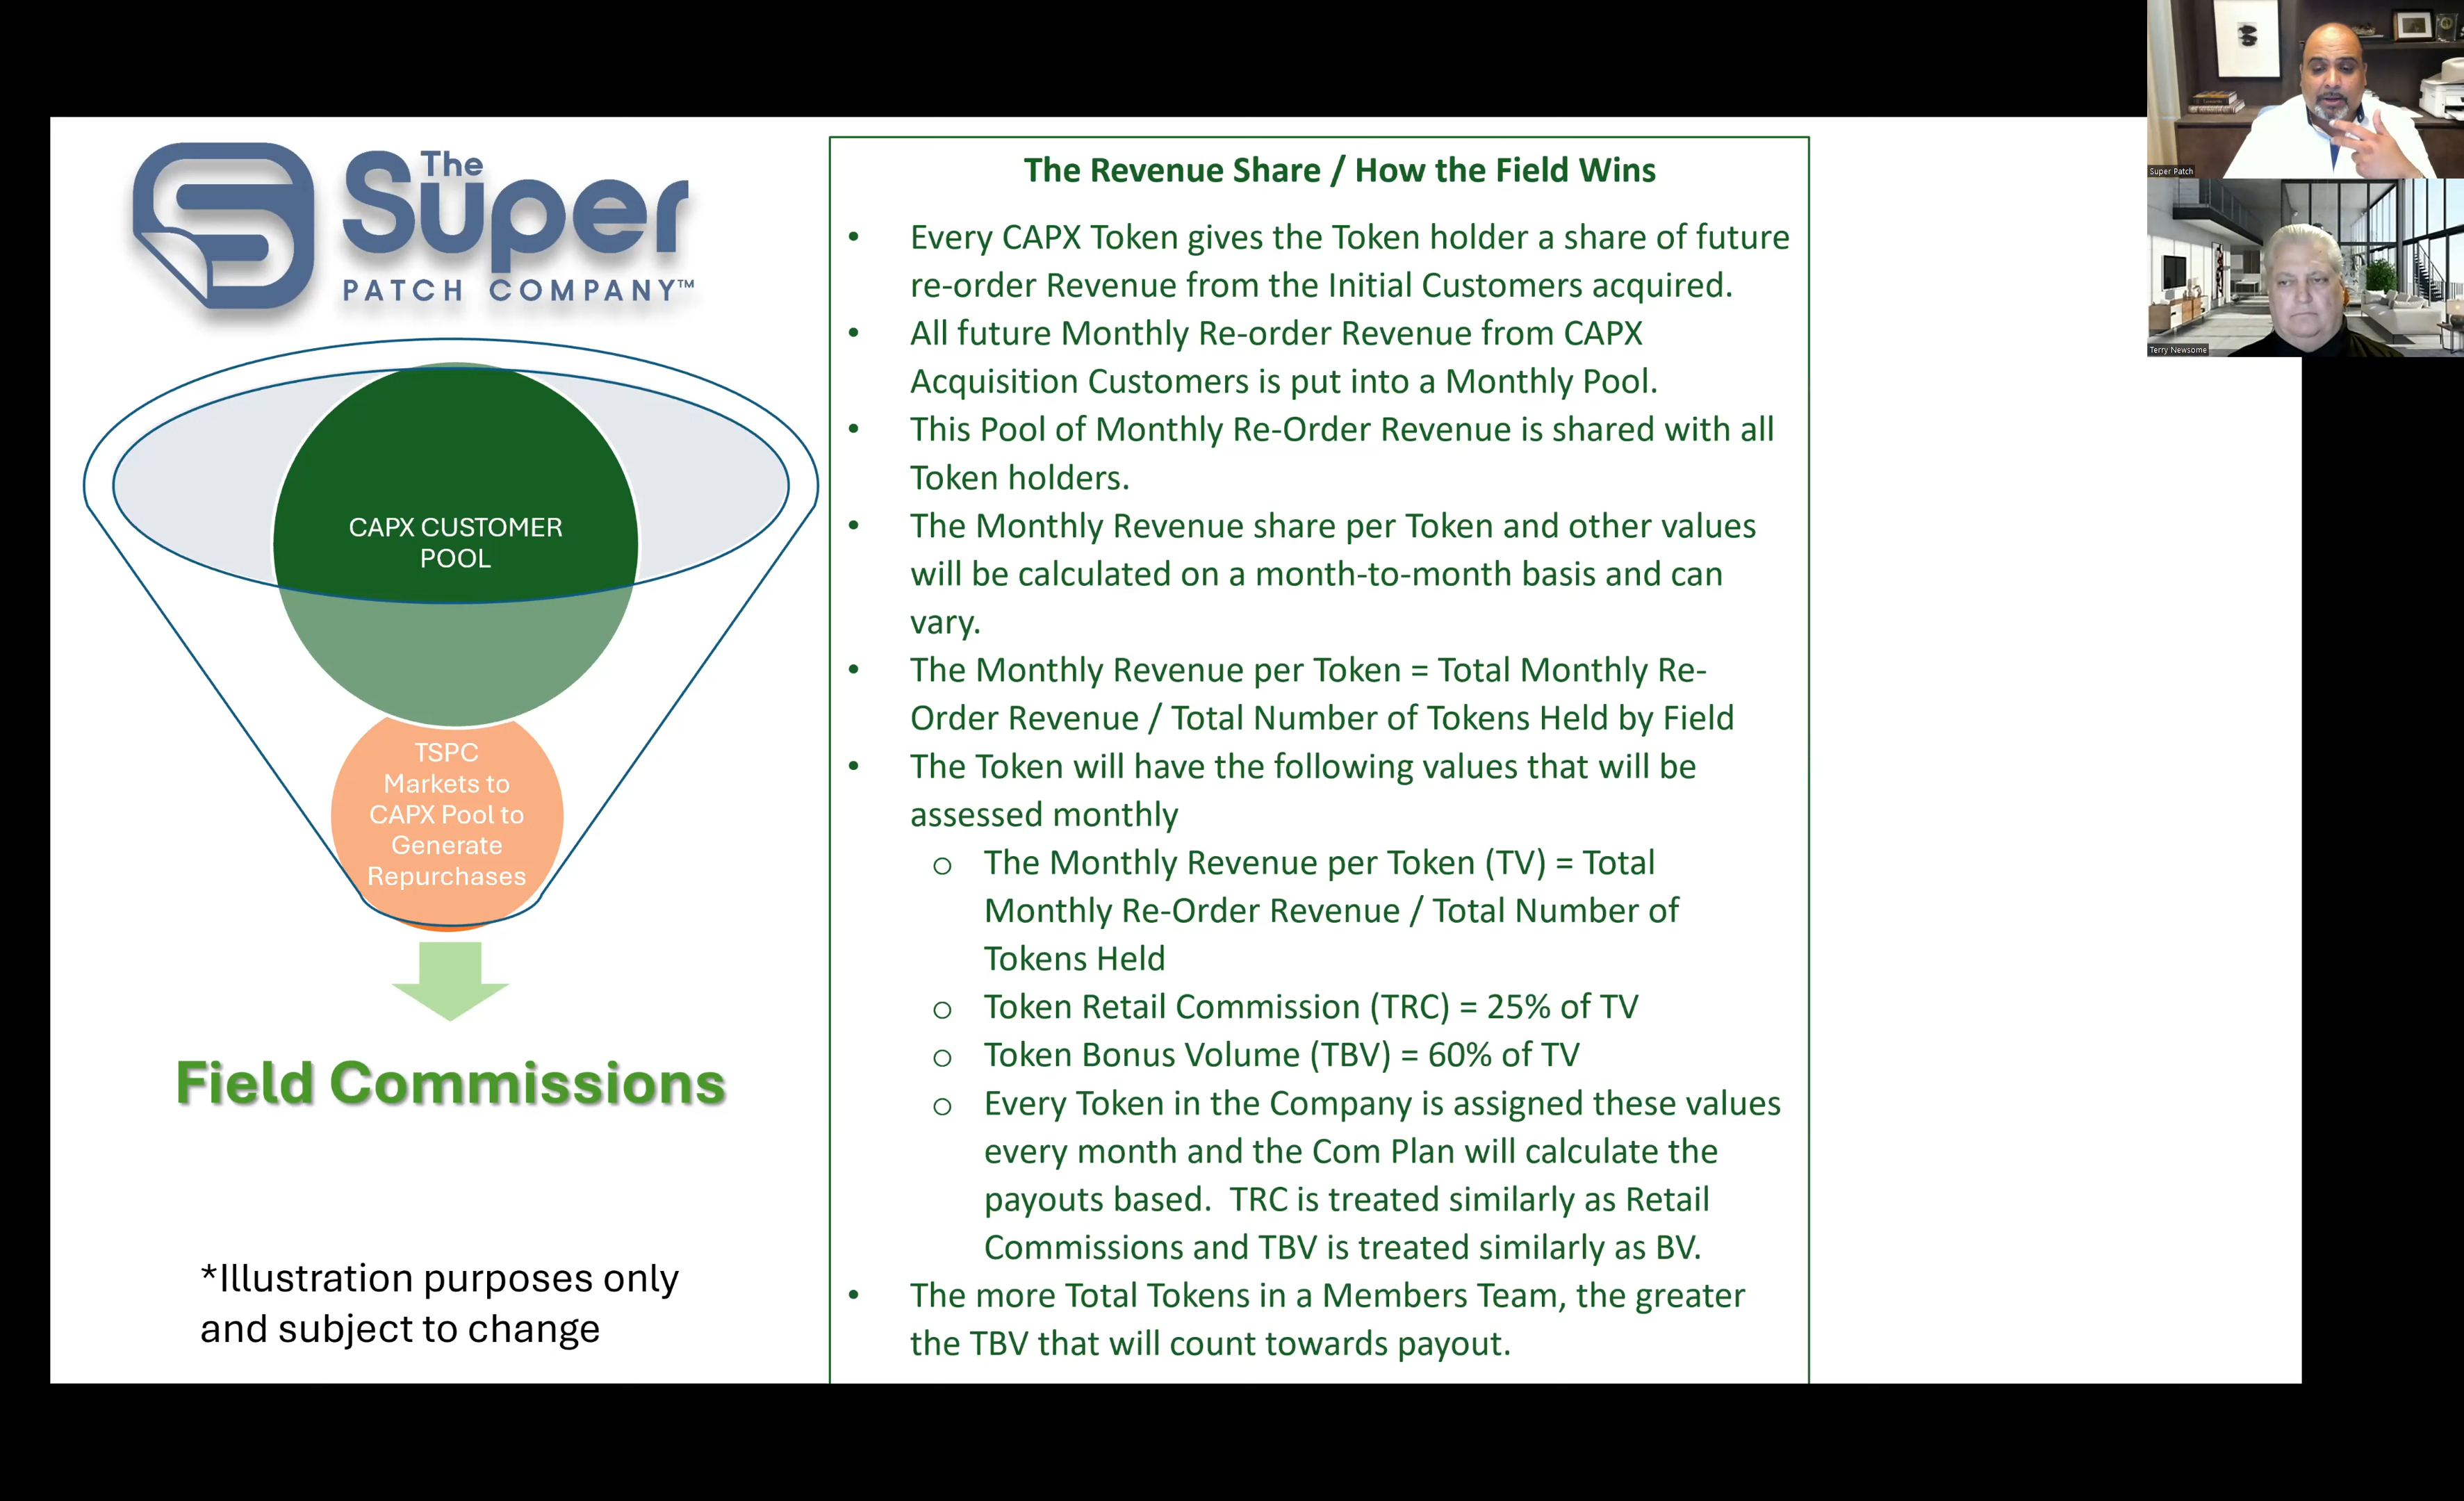 The
Super
PATCH COMPANY™
CAPX CUSTOMER
POOL
TSPC
Markets to
CAPX Pool to
Generate
Repurchases
Field Commissions
*Illustration purposes only
and subject to change
The Revenue Share / How the Field Wins
• Every CAPX Token gives the Token holder a share of future
re-order Revenue from the Initial Customers acquired.
• All future Monthly Re-order Revenue from CAPX
Acquisition Customers is put into a Monthly Pool.
• This Pool of Monthly Re-Order Revenue is shared with all
Token holders.
• The Monthly Revenue share per Token and other values
will be calculated on a month-to-month basis and can
vary.
• The Monthly Revenue per Token = Total Monthly Re-
Order Revenue / Total Number of Tokens Held by Field
• The Token will have the following values that will be
assessed monthly
o The Monthly Revenue per Token (TV) = Total
Monthly Re-Order Revenue / Total Number of
Tokens Held
o Token Retail Commission (TRC) = 25% of TV
o Token Bonus Volume (TBV) = 60% of TV
o Every Token in the Company is assigned these values
every month and the Com Plan will calculate the
payouts based. TRC is treated similarly as Retail
Commissions and TBV is treated similarly as BV.
• The more Total Tokens in a Members Team, the greater
the TBV that will count towards payout.
Super Patch
Terry Newsome